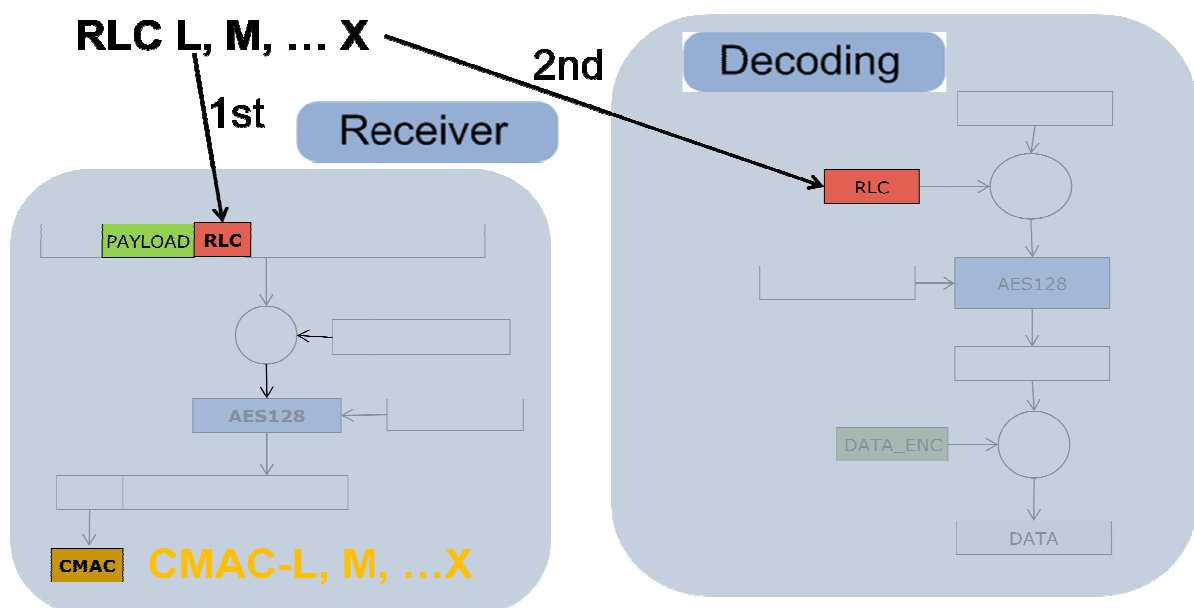 RLC L, M, ... X
1st
2nd
Receiver
PAYLOAD
RLC
AES128
CMAC
CMAC-L, M, ...X
Decoding
RLC
AES128
DATA_ENC
DATA